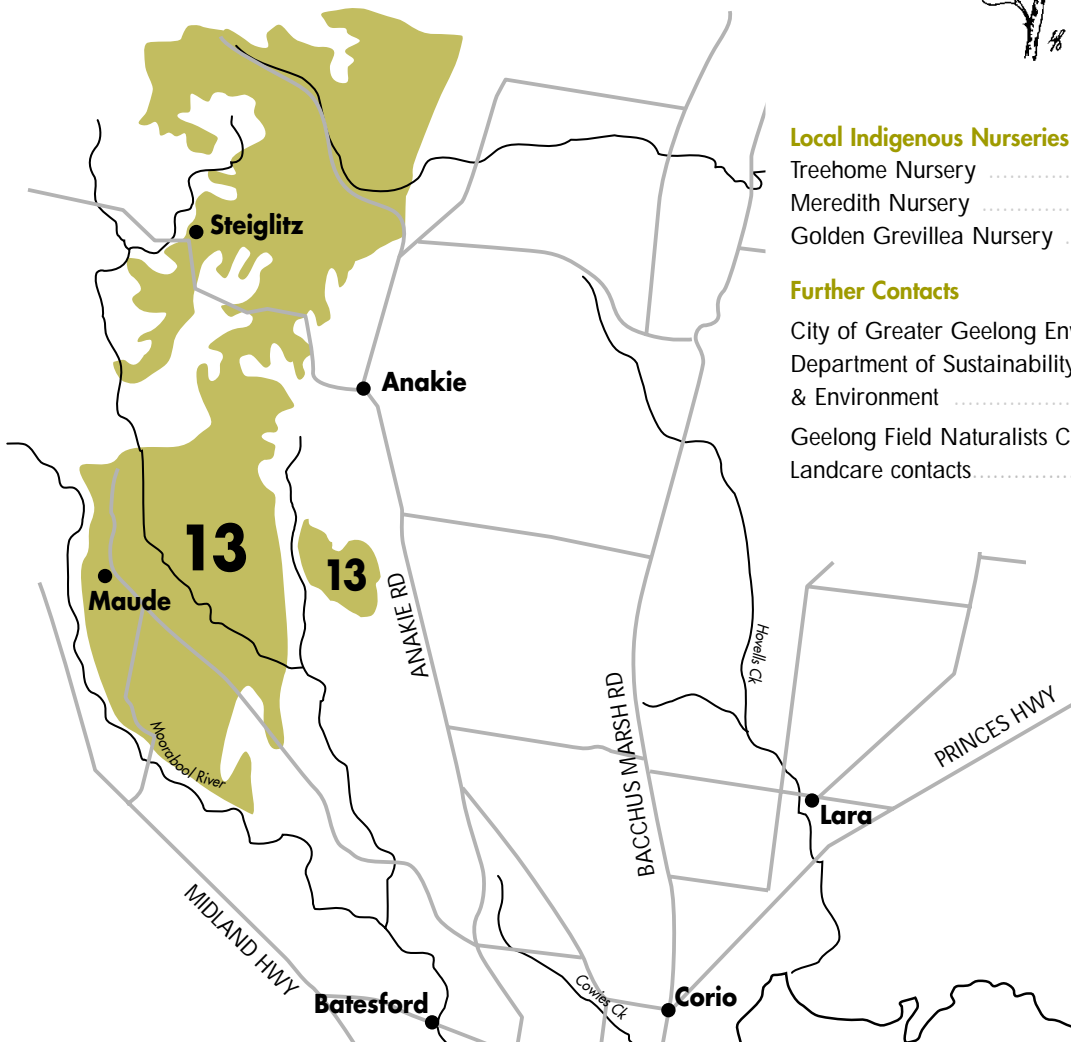 Local Indigenous Nurseries
Treehome Nursery ..............
Meredith Nursery ..............
Golden Grevillea Nursery .
Further Contacts
City of Greater Geelong Env
Department of Sustainability
& Environment ..................
Geelong Field Naturalists C
Landcare contacts...............
Steiglitz
Anakie
13
13
Maude
ANAKIE RD
Hovells Ck
BACCHUS MARSH RD
PRINCES HWY
Moorabool River
Lara
MIDLAND HWY
Cowies Ck
Batesford
Corio